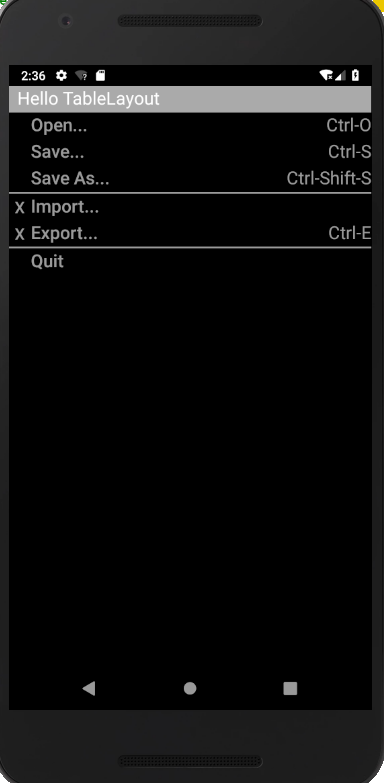 2:36
Hello TableLayout
Open... Ctrl-O
Save... Ctrl-S
Save As... Ctrl-Shift-S
X Import...
X Export... Ctrl-E
Quit